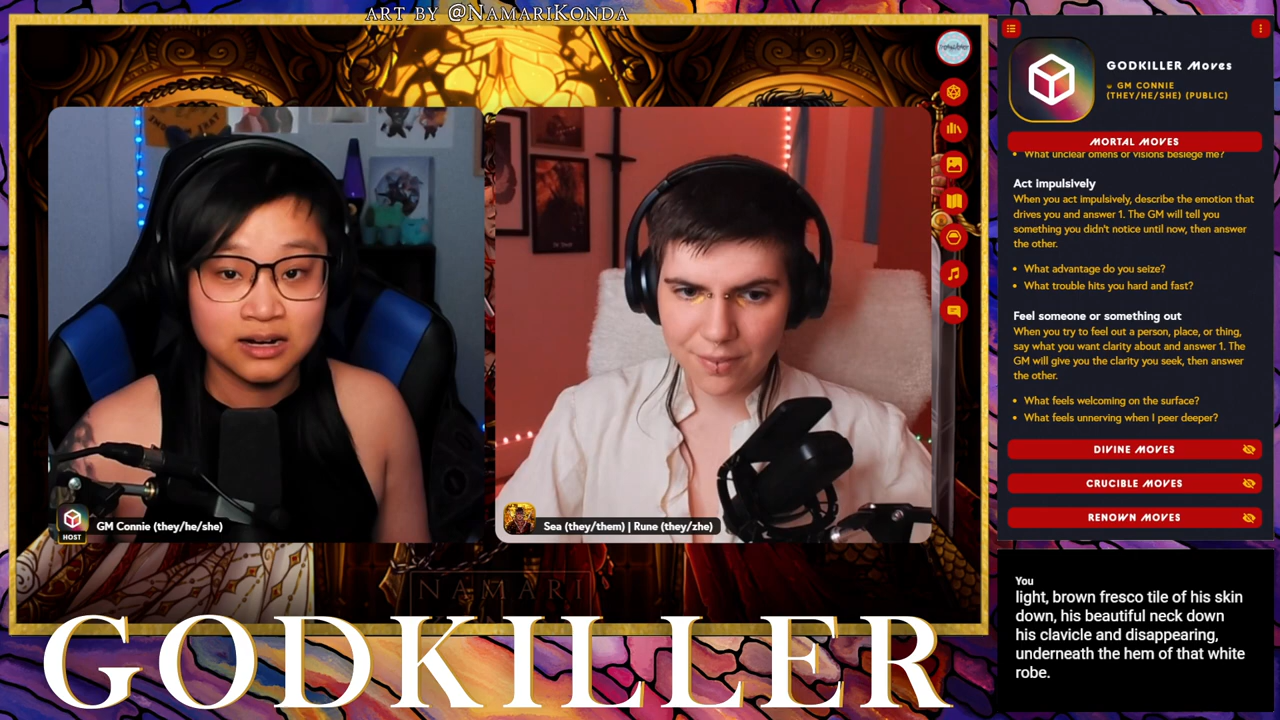 ART BY @NAMARIKONDA
GODKILLER Moves
GM CONNIE
(THEY/HE/SHE) (PUBLIC)
MORTAL MOVES
• What unclear omens or visions besiege me?
Act impulsively
When you act impulsively, describe the emotion that
drives you and answer 1. The GM will tell you
something you didn't notice until now, then answer
the other.
• What advantage do you seize?
• What trouble hits you hard and fast?
Feel someone or something out
When you try to feel out a person, place, or thing,
say what you want clarity about and answer 1. The
GM will give you the clarity you seek, then answer
the other.
• What feels welcoming on the surface?
• What feels unnerving when I peer deeper?
DIVINE MOVES
CRUCIBLE MOVES
RENOWN MOVES
GM Connie (they/he/she)
HOST
Sea (they/them) | Rune (they/zhe)
NAMARI
GODKILLER
You
light, brown fresco tile of his skin
down, his beautiful neck down
his clavicle and disappearing,
underneath the hem of that white
robe.